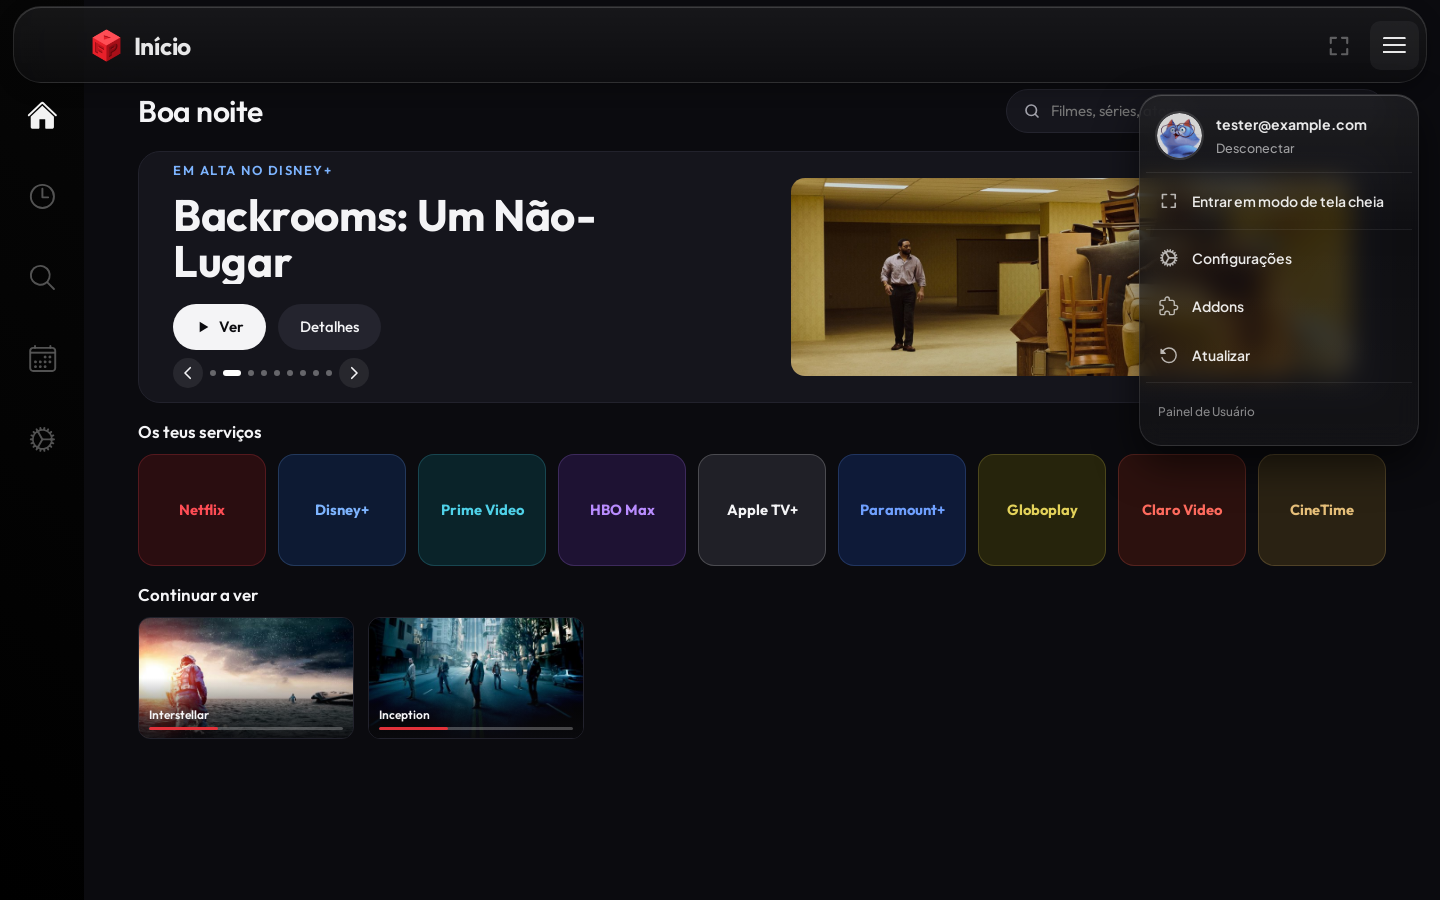 Início
Boa noite
Filmes, séries,
tester@example.com
Desconectar
Entrar em modo de tela cheia
Configurações
Addons
Atualizar
Painel de Usuário
EM ALTA NO DISNEY+
Backrooms: Um Não-
Lugar
Ver
Detalhes
Os teus serviços
Netflix
Disney+
Prime Video
HBO Max
Apple TV+
Paramount+
Globoplay
Claro Video
CineTime
Continuar a ver
Interstellar
Inception